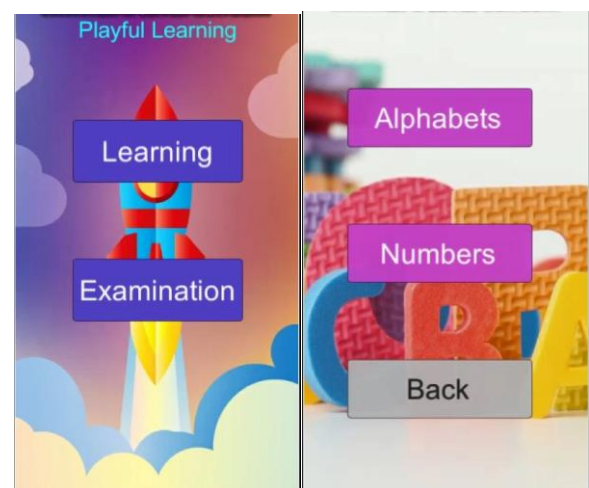 Playful Learning
Learning
Examination
Alphabets
Numbers
Back